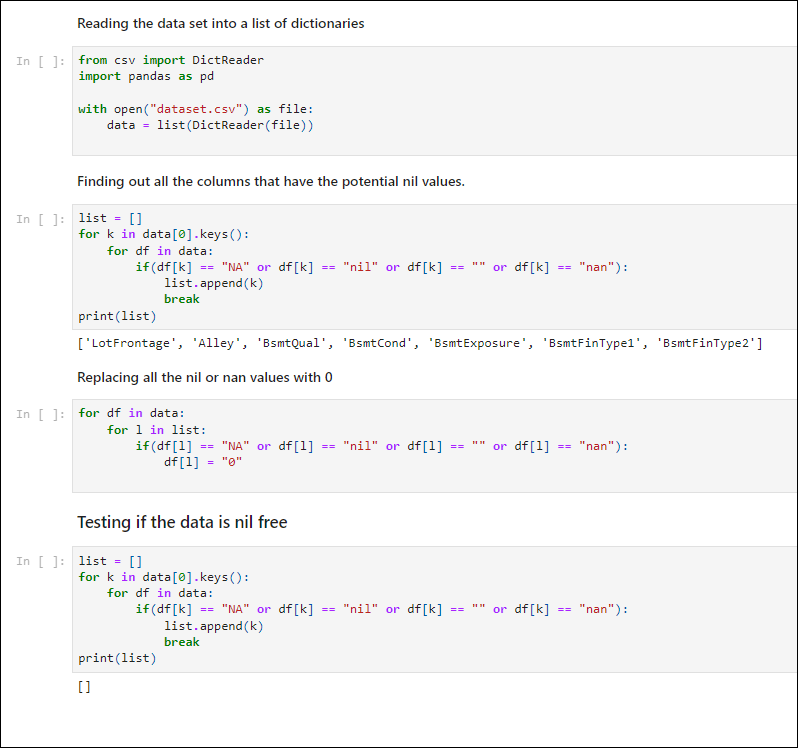 Reading the data set into a list of dictionaries
In [ ]:
from csv import DictReader
import pandas as pd
with open("dataset.csv") as file:
    data = list(DictReader(file))
Finding out all the columns that have the potential nil values.
In [ ]:
list = []
for k in data[0].keys():
    for df in data:
        if(df[k] == "NA" or df[k] == "nil" or df[k] == "" or df[k] == "nan"):
            list.append(k)
            break
print(list)
['LotFrontage', 'Alley', 'BsmtQual', 'BsmtCond', 'BsmtExposure', 'BsmtFinType1', 'BsmtFinType2']
Replacing all the nil or nan values with 0
In [ ]:
for df in data:
    for l in list:
        if(df[l] == "NA" or df[l] == "nil" or df[l] == "" or df[l] == "nan"):
            df[l] = "0"
Testing if the data is nil free
In [ ]:
list = []
for k in data[0].keys():
    for df in data:
        if(df[k] == "NA" or df[k] == "nil" or df[k] == "" or df[k] == "nan"):
            list.append(k)
            break
print(list)
[]